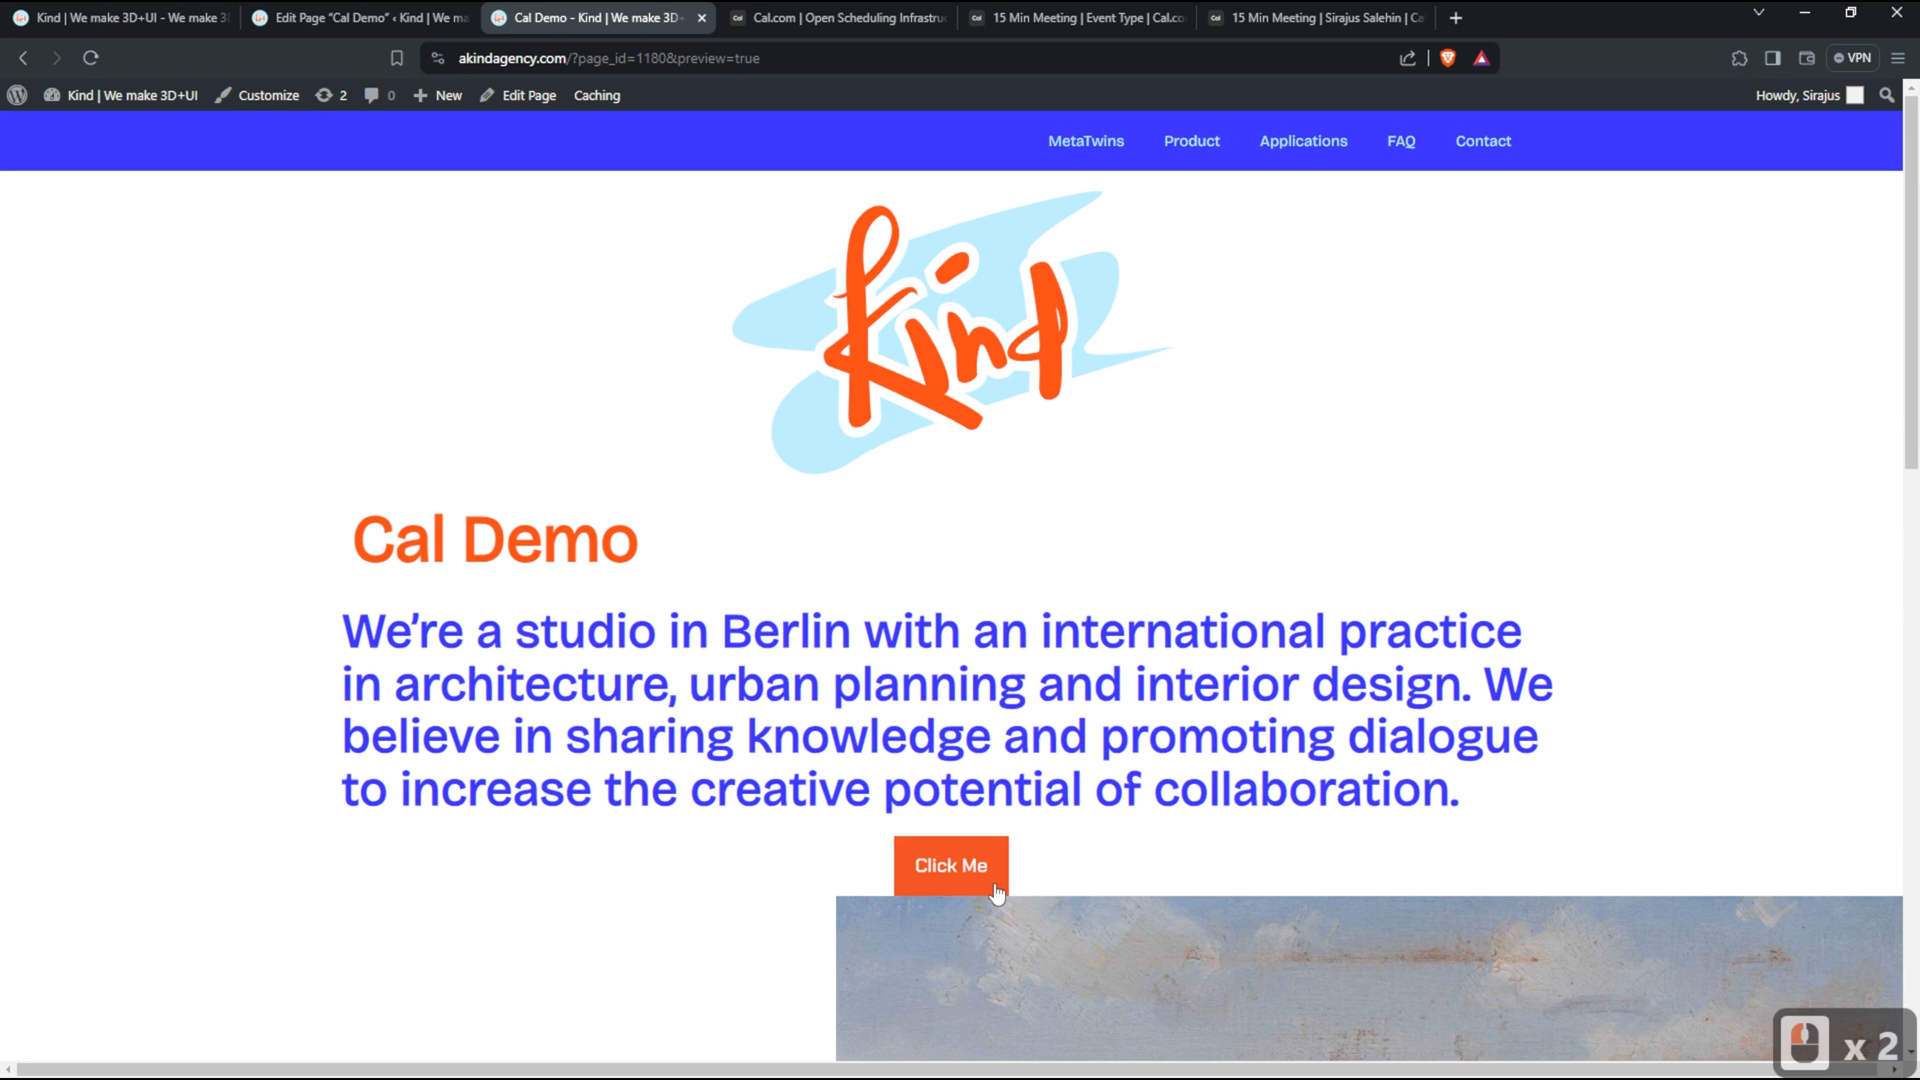 Kind | We make 3D+UI - We make 3
Edit Page “Cal Demo” ‹ Kind | We ma
Cal Demo - Kind | We make 3D-
Cal.com | Open Scheduling Infrastru
15 Min Meeting | Event Type | Cal.co
15 Min Meeting | Sirajus Salehin | Ca
akindagency.com/?page_id=1180&preview=true
VPN
Kind | We make 3D+UI
Customize
2
0
New
Edit Page
Caching
Howdy, Sirajus
MetaTwins
Product
Applications
FAQ
Contact
kind
Cal Demo
We’re a studio in Berlin with an international practice
in architecture, urban planning and interior design. We
believe in sharing knowledge and promoting dialogue
to increase the creative potential of collaboration.
Click Me
x 2